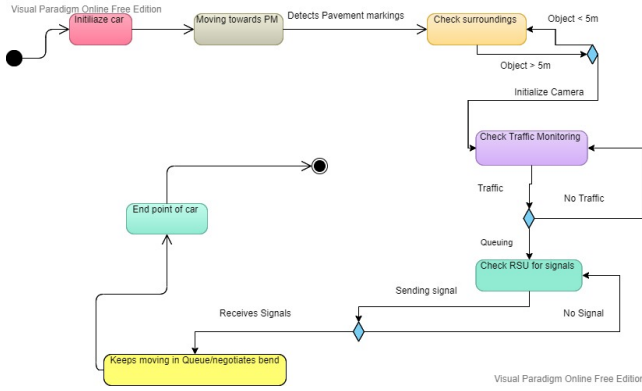 Visual Paradigm Online Free Edition
Initiliaze car
Moving towards PM
Detects Pavement markings
Check surroundings
Object < 5m
Object > 5m
Initialize Camera
Check Traffic Monitoring
Traffic
No Traffic
End point of car
Queuing
Check RSU for signals
Sending signal
Receives Signals
No Signal
Keeps moving in Queue/negotiates bend
Visual Paradigm Online Free Edition